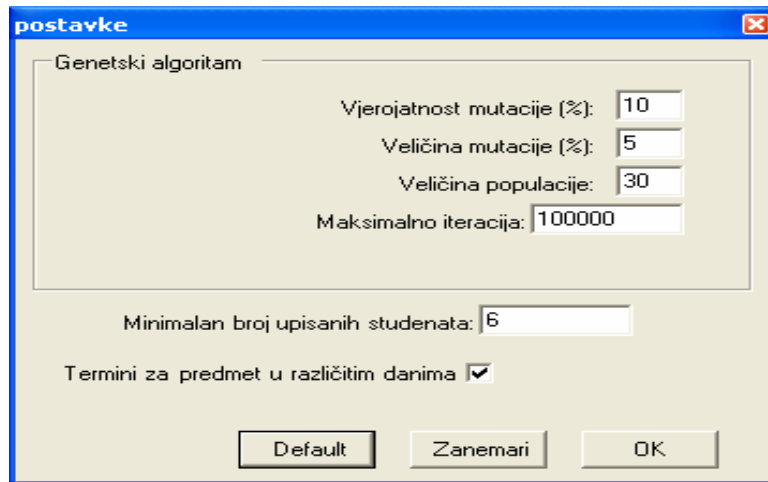 postavke
Genetski algoritam
Vjerojatnost mutacije (%): 10
Veličina mutacije (%): 5
Veličina populacije: 30
Maksimalno iteracija: 100000
Minimalan broj upisanih studenata: 6
Termini za predmet u različitim danima
Default Zanemari OK